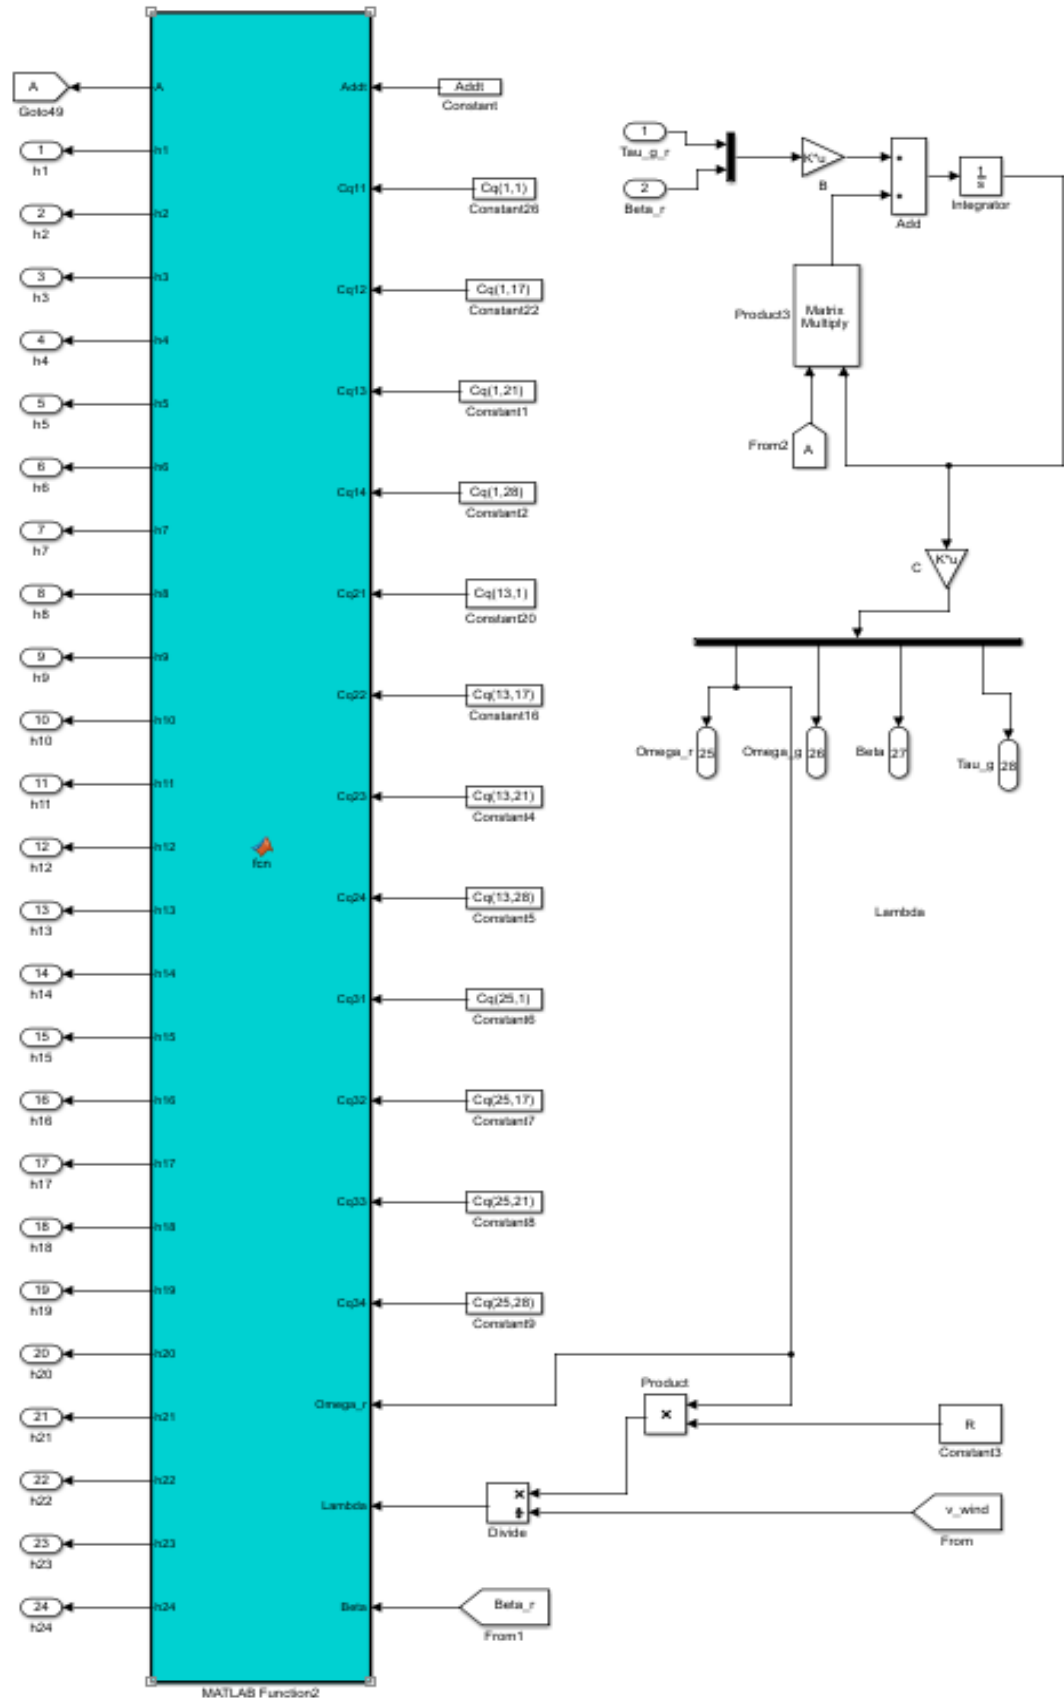 A
Goto49
1
h1
2
h2
3
h3
4
h4
5
h5
6
h6
7
h7
8
h8
9
h9
10
h10
11
h11
12
h12
13
h13
14
h14
15
h15
16
h16
17
h17
18
h18
19
h19
20
h20
21
h21
22
h22
23
h23
24
h24
A
h1
h2
h3
h4
h5
h6
h7
h8
h9
h10
h11
h12
h13
h14
h15
h16
h17
h18
h19
h20
h21
h22
h23
h24
fcn
MATLAB Function2
Addt
Cq11
Cq12
Cq13
Cq14
Cq21
Cq22
Cq23
Cq24
Cq31
Cq32
Cq33
Cq34
Omega_r
Lambda
Beta
Addt
Constant
Cq(1,1)
Constant26
Cq(1,17)
Constant22
Cq(1,21)
Constant1
Cq(1,28)
Constant2
Cq(13,1)
Constant20
Cq(13,17)
Constant16
Cq(13,21)
Constant4
Cq(13,28)
Constant5
Cq(25,1)
Constant6
Cq(25,17)
Constant7
Cq(25,21)
Constant8
Cq(25,28)
Constant9
1
Tau_g_r
2
Beta_r
K*u
B
Add
1
s
Integrator
Product3
Matrix
Multiply
From2
A
C
K*u
Omega_r 25
Omega_g 26
Beta 27
Tau_g 28
Lambda
Product
×
R
Constant3
×
÷
Divide
v_wind
From
Beta_r
From1